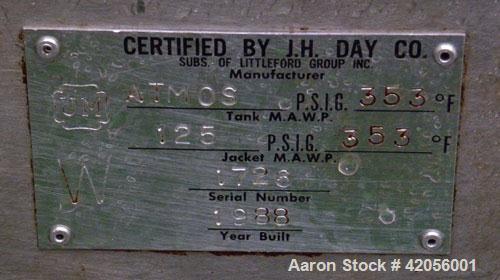 CERTIFIED BY J.H. DAY CO.
SUBS. OF LITTLEFORD GROUP INC.
Manufacturer
UM ATMOS P.S.I.G. 353 °F
Tank M.A.W.P.
125 P.S.I.G. 353 °F
Jacket M.A.W.P.
W
1728
Serial Number
1988
Year Built
Aaron Stock # 42056001